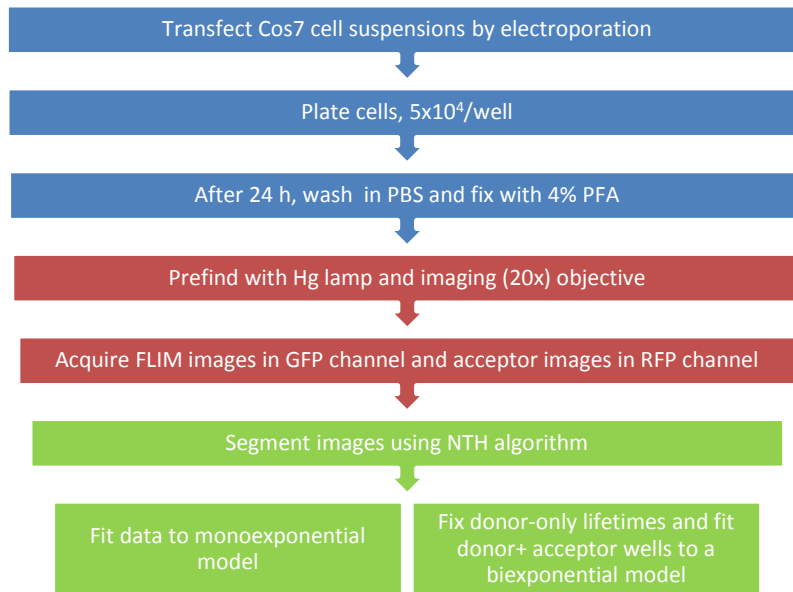 Transfect Cos7 cell suspensions by electroporation
Plate cells, 5x10⁴/well
After 24 h, wash in PBS and fix with 4% PFA
Prefind with Hg lamp and imaging (20x) objective
Acquire FLIM images in GFP channel and acceptor images in RFP channel
Segment images using NTH algorithm
Fit data to monoexponential
model
Fix donor-only lifetimes and fit
donor+ acceptor wells to a
biexponential model